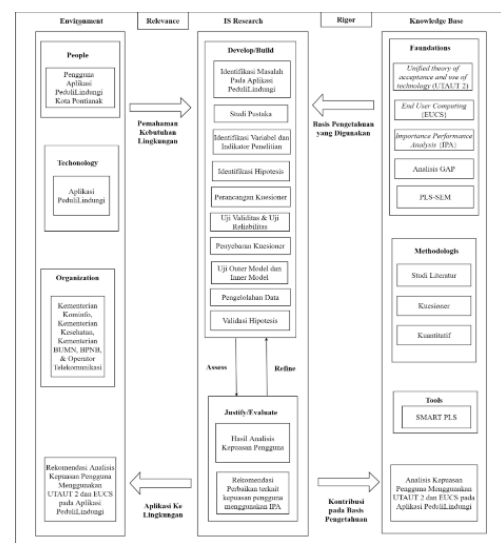 Environment
Relevance
IS Research
Rigor
Knowledge Base
People
Pengguna
Aplikasi
PeduliLindungi
Kota Pontianak
Techonology
Aplikasi
PeduliLindungi
Organization
Kementerian
Kominfo,
Kementerian
Kesehatan,
Kementerian
BUMN, BPNB,
& Operator
Telekomunikasi
Rekomendasi Analisis
Kepuasan Pengguna
Menggunakan
UTAUT 2 dan EUCS
pada Aplikasi
PeduliLindungi
Pemahaman
Kebutuhan
Lingkungan
Aplikasi Ke
Lingkungan
Develop/Build
Identifikasi Masalah
Pada Aplikasi
PeduliLindungi
Studi Pustaka
Identifikasi Variabel dan
Indikator Penelitian
Identifikasi Hipotesis
Perancangan Kuesioner
Uji Validitas & Uji
Reliabilitas
Penyebaran Kuesioner
Uji Outer Model dan
Inner Model
Pengelolahan Data
Validasi Hipotesis
Assess
Refine
Justify/Evaluate
Hasil Analisis
Kepuasan Pengguna
Rekomendasi
Perbaikan terkait
kepuasan pengguna
menggunakan IPA
Basis Pengetahuan
yang Digunakan
Kontribusi
pada Basis
Pengetahuan
Faundations
Unified theory of
acceptance and use of
technology (UTAUT 2)
End User Computing
(EUCS)
Importance Performance
Analysis (IPA)
Analisis GAP
PLS-SEM
Methodologis
Studi Literatur
Kuesioner
Kuantitatif
Tools
SMART PLS
Analisis Kepuasan
Pengguna Menggunakan
UTAUT 2 dan EUCS pada
Aplikasi PeduliLindungi